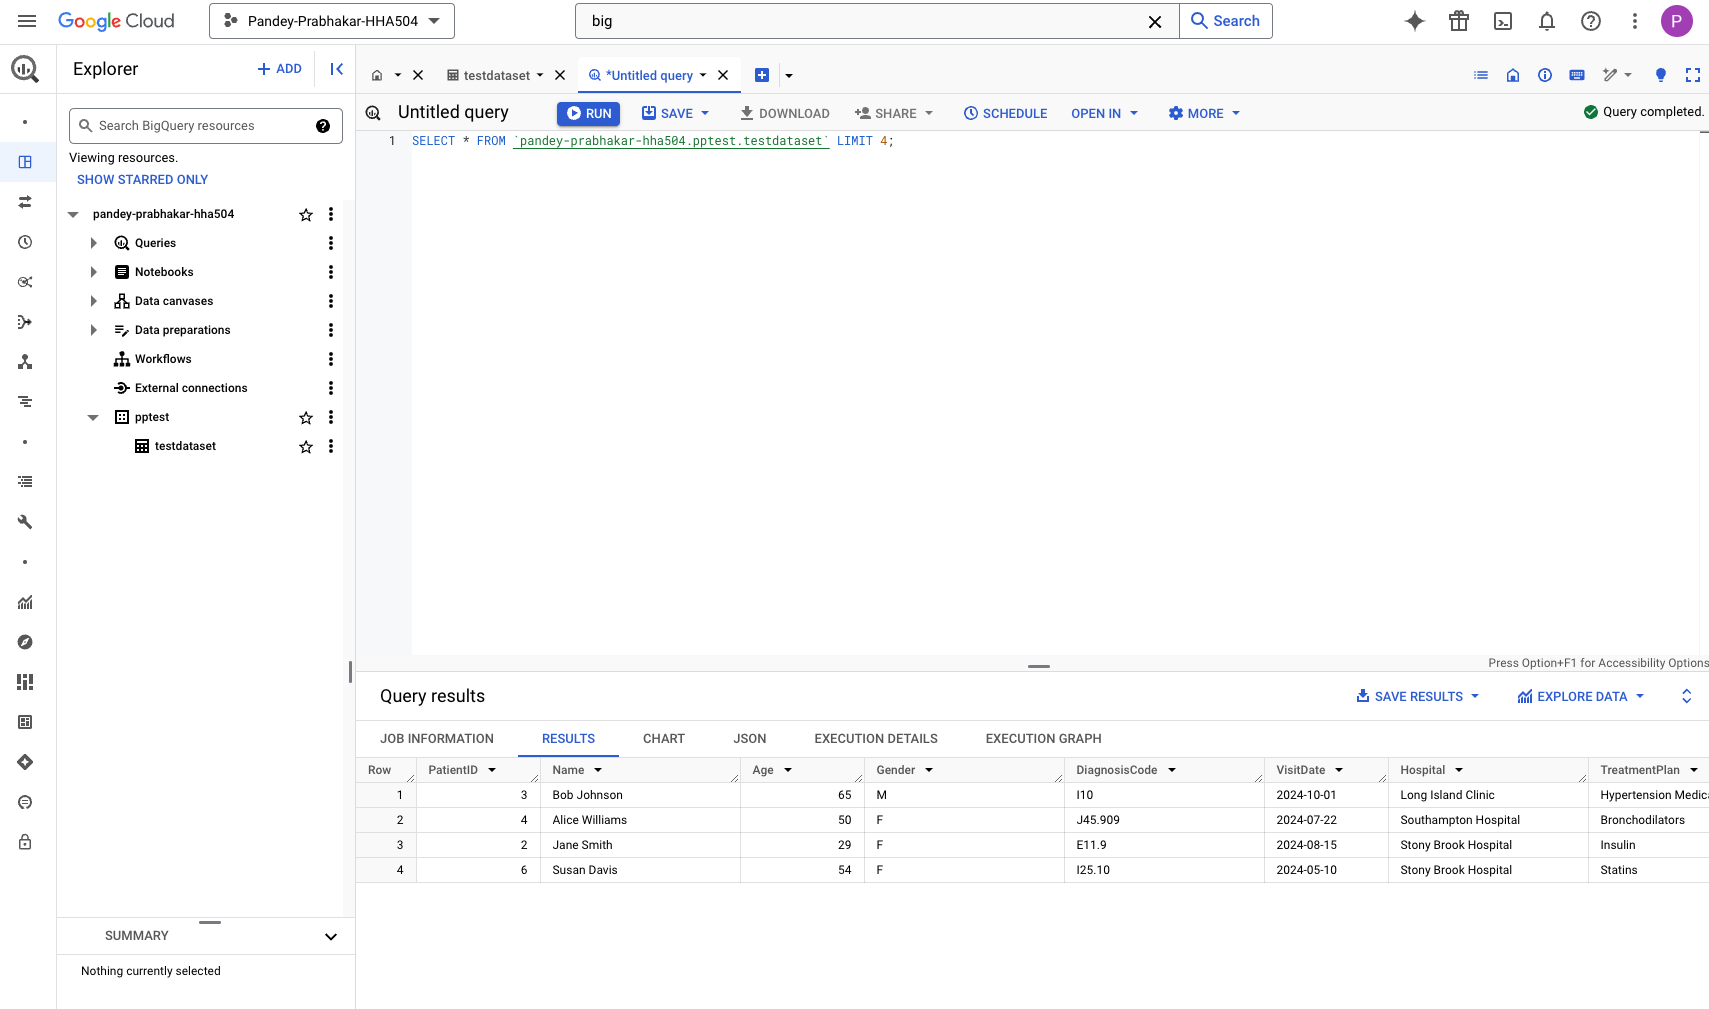 Google Cloud Pandey-Prabhakar-HHA504 big Search P
Explorer ADD
testdataset *Untitled query
Untitled query RUN SAVE DOWNLOAD SHARE SCHEDULE OPEN IN MORE Query completed.
Search BigQuery resources ?
Viewing resources.
SHOW STARRED ONLY
pandey-prabhakar-hha504
Queries
Notebooks
Data canvases
Data preparations
Workflows
External connections
pptest
testdataset
SUMMARY
Nothing currently selected
1 SELECT * FROM `pandey-prabhakar-hha504.pptest.testdataset` LIMIT 4;
Press Option+F1 for Accessibility Options
Query results SAVE RESULTS EXPLORE DATA
JOB INFORMATION RESULTS CHART JSON EXECUTION DETAILS EXECUTION GRAPH
Row PatientID Name Age Gender DiagnosisCode VisitDate Hospital TreatmentPlan
1 3 Bob Johnson 65 M I10 2024-10-01 Long Island Clinic Hypertension Medica
2 4 Alice Williams 50 F J45.909 2024-07-22 Southampton Hospital Bronchodilators
3 2 Jane Smith 29 F E11.9 2024-08-15 Stony Brook Hospital Insulin
4 6 Susan Davis 54 F I25.10 2024-05-10 Stony Brook Hospital Statins